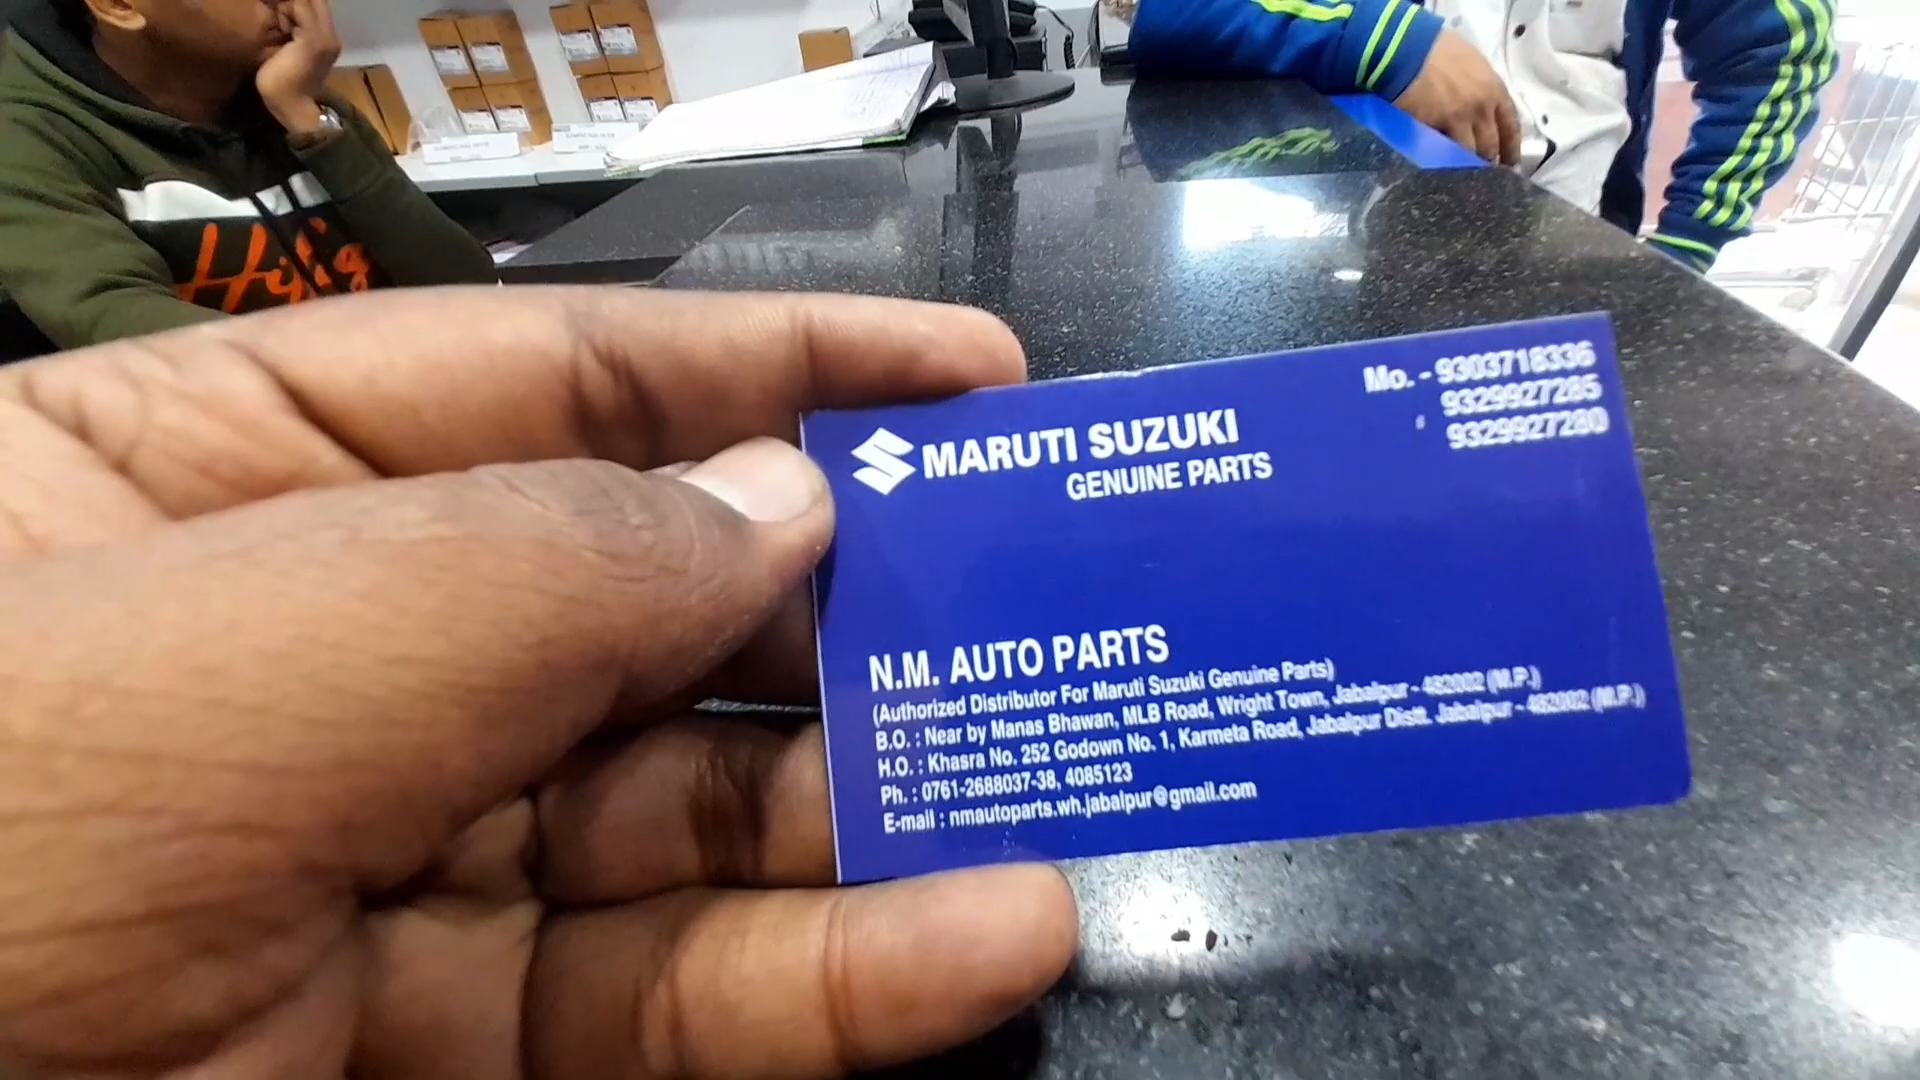 Hifig
Mo. - 9303718336
9329927285
9329927280
MARUTI SUZUKI
GENUINE PARTS
N.M. AUTO PARTS
(Authorized Distributor For Maruti Suzuki Genuine Parts)
B.O. : Near by Manas Bhawan, MLB Road, Wright Town, Jabalpur - 482002 (M.P.)
H.O. : Khasra No. 252 Godown No. 1, Karmeta Road, Jabalpur Distt. Jabalpur - 482002 (M.P.)
Ph. : 0761-2688037-38, 4085123
E-mail : nmautoparts.wh.jabalpur@gmail.com